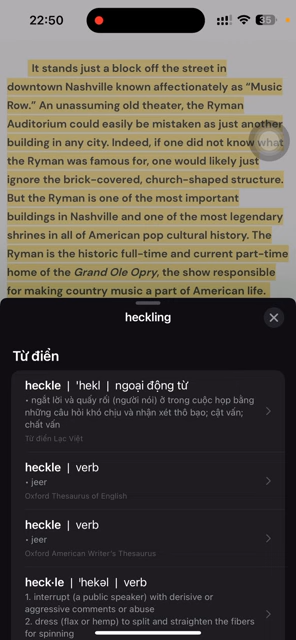 22:50
35
It stands just a block off the street in
downtown Nashville known affectionately as “Music
Row.” An unassuming old theater, the Ryman
Auditorium could easily be mistaken as just another
building in any city. Indeed, if one did not know what
the Ryman was famous for, one would likely just
ignore the brick-covered, church-shaped structure.
But the Ryman is one of the most important
buildings in Nashville and one of the most legendary
shrines in all of American pop cultural history. The
Ryman is the historic full-time and current part-time
home of the Grand Ole Opry, the show responsible
for making country music a part of American life.
heckling
Từ điển
heckle | 'hekl | ngoại động từ
• ngắt lời và quấy rối (người nói) ở trong cuộc họp bằng
những câu hỏi khó chịu và nhận xét thô bạo; cật vấn;
chất vấn
Từ điển Lạc Việt
heckle | verb
• jeer
Oxford Thesaurus of English
heckle | verb
• jeer
Oxford American Writer's Thesaurus
heck·le | ˈhekəl | verb
1. interrupt (a public speaker) with derisive or
aggressive comments or abuse
2. dress (flax or hemp) to split and straighten the fibers
for spinning